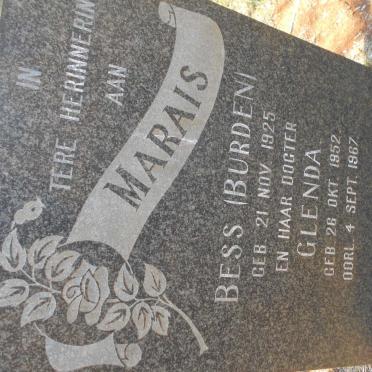 IN
TERE HERINNERIN
AAN
MARAIS
BESS (BURDEN)
GEB 21 NOV 1925
EN HAAR DOGTER
GLENDA
GEB 26 OKT 1952
OORL 4 SEPT 1967